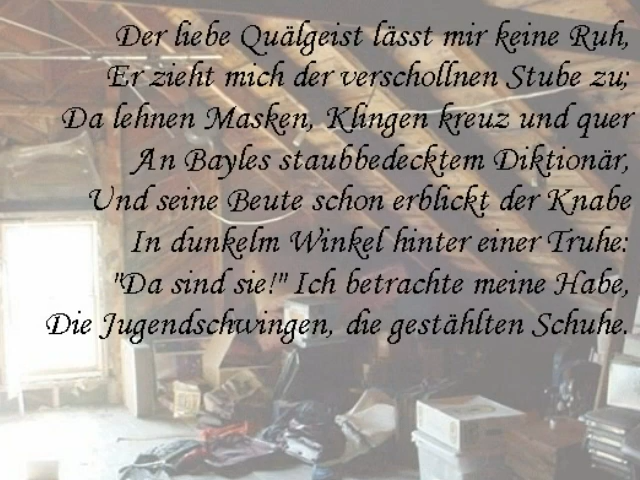 Der liebe Quälgeist lässt mir keine Ruh,
Er zieht mich der verschollnen Stube zu;
Da lehnen Masken, Klingen kreuz und quer
An Bayles staubbedecktem Diktionär,
Und seine Beute schon erblickt der Knabe
In dunkelm Winkel hinter einer Truhe:
"Da sind sie!" Ich betrachte meine Habe,
Die Jugendschwingen, die gestählten Schuhe.